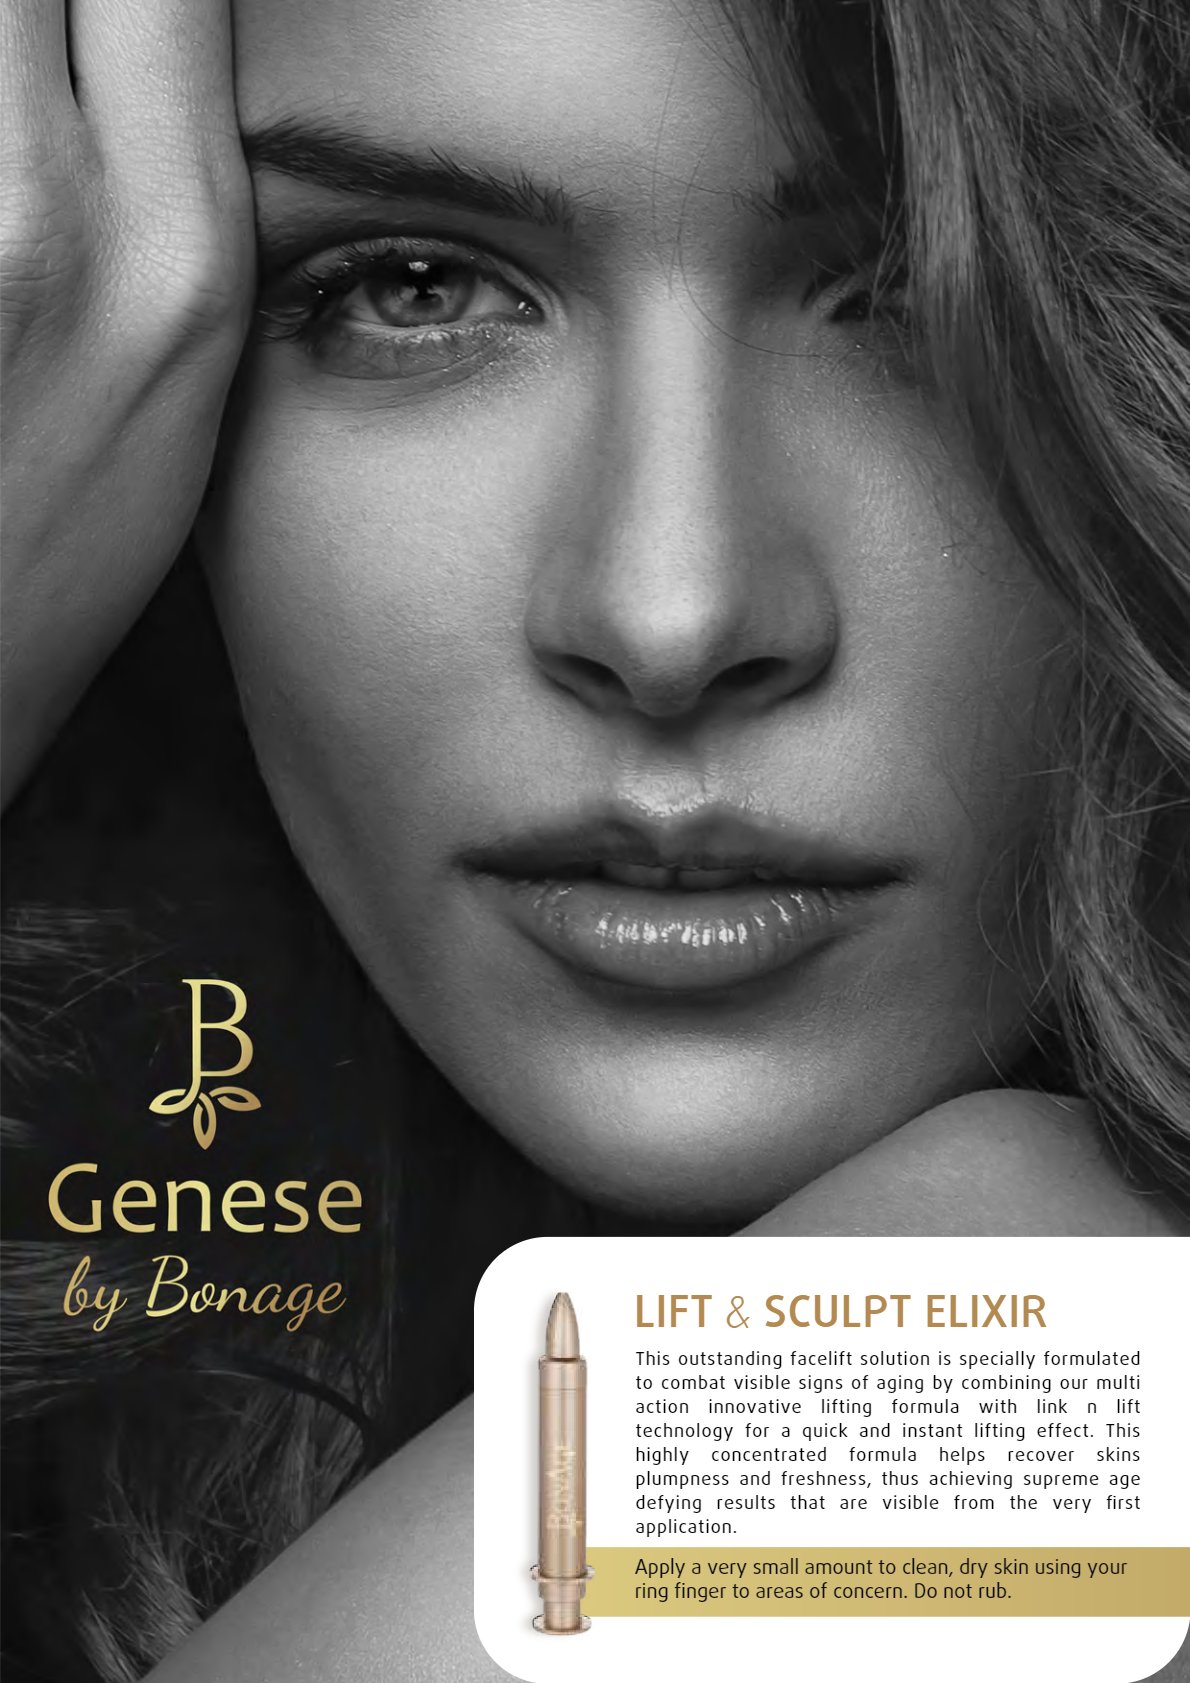 B
Genese
by Bonage
LIFT & SCULPT ELIXIR
This outstanding facelift solution is specially formulated
to combat visible signs of aging by combining our multi
action innovative lifting formula with link n lift
technology for a quick and instant lifting effect. This
highly concentrated formula helps recover skins
plumpness and freshness, thus achieving supreme age
defying results that are visible from the very first
application.
Apply a very small amount to clean, dry skin using your
ring finger to areas of concern. Do not rub.